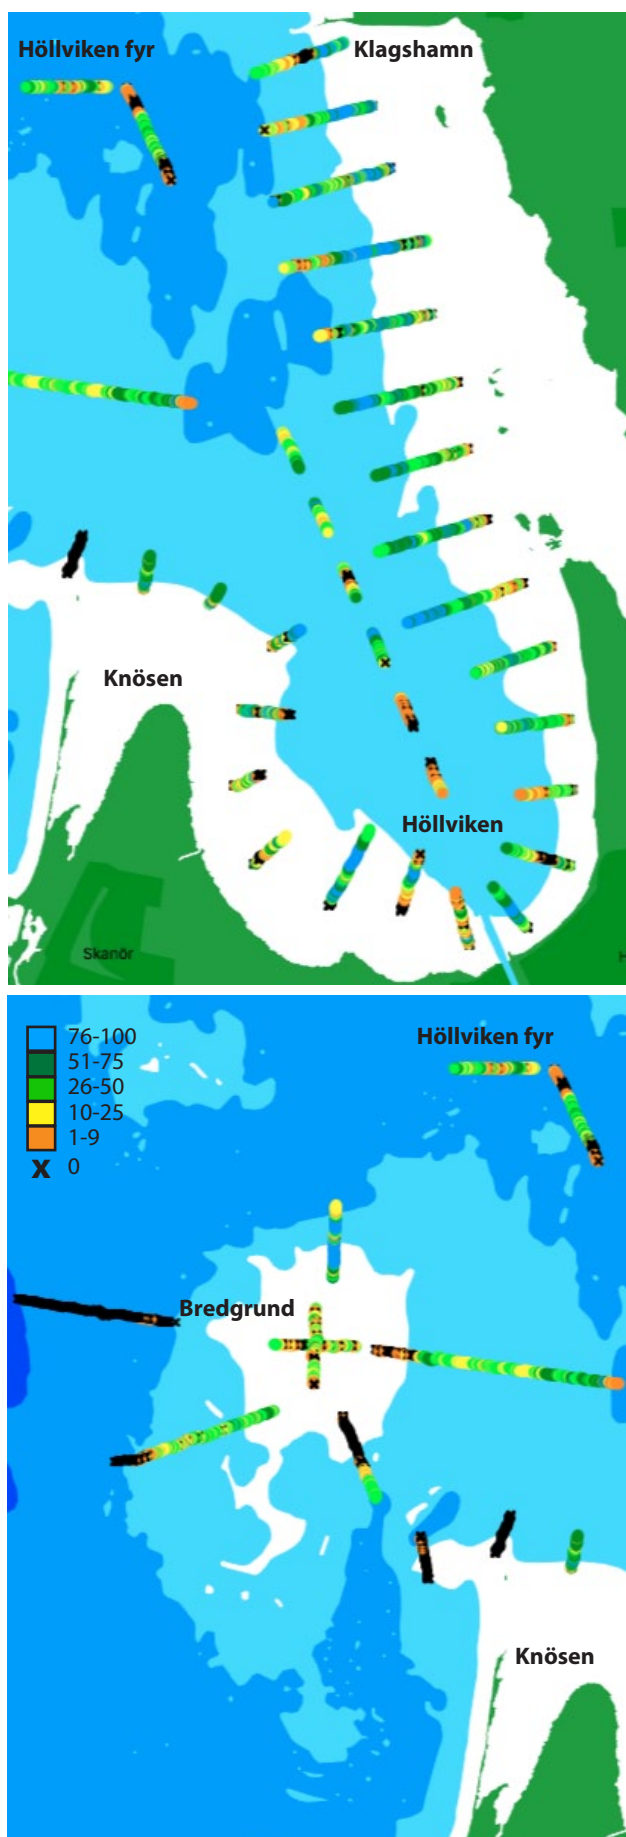 Höllviken fyr
Klagshamn
Knösen
Höllviken
Skanör
H
76-100
51-75
26-50
10-25
1-9
X 0
Höllviken fyr
Bredgrund
Knösen